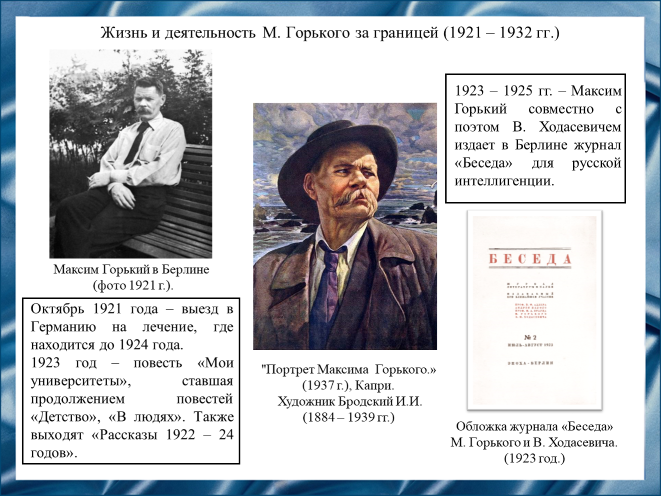 Жизнь и деятельность М. Горького за границей (1921 – 1932 гг.)
Максим Горький в Берлине
(фото 1921 г.).
Октябрь 1921 года – выезд в
Германию на лечение, где
находится до 1924 года.
1923 год – повесть «Мои
университеты», ставшая
продолжением повестей
«Детство», «В людях». Также
выходят «Рассказы 1922 – 24
годов».
"Портрет Максима Горького.»
(1937 г.), Капри.
Художник Бродский И.И.
(1884 – 1939 гг.)
1923 – 1925 гг. – Максим
Горький совместно с
поэтом В. Ходасевичем
издает в Берлине журнал
«Беседа» для русской
интеллигенции.
БЕСЕДА
№ 2
Обложка журнала «Беседа»
М. Горького и В. Ходасевича.
(1923 год.)